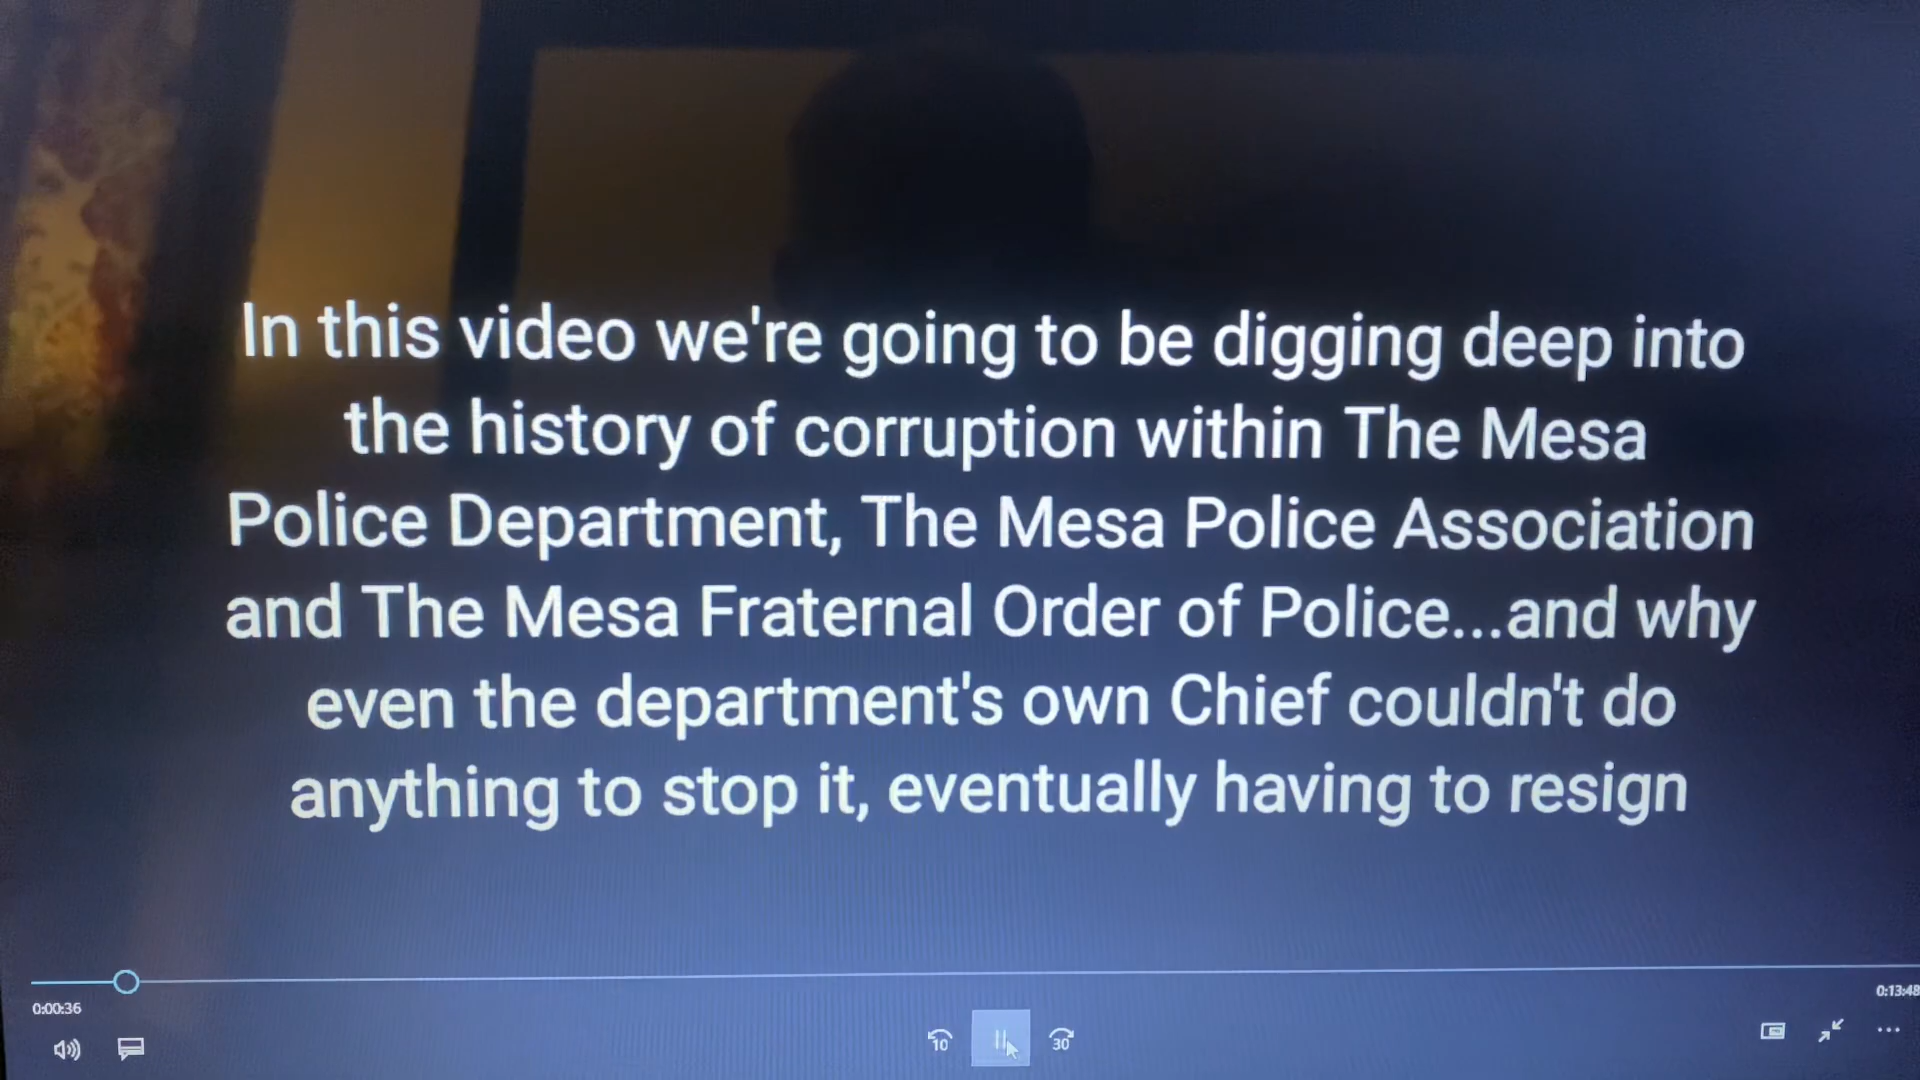 In this video we're going to be digging deep into
the history of corruption within The Mesa
Police Department, The Mesa Police Association
and The Mesa Fraternal Order of Police...and why
even the department's own Chief couldn't do
anything to stop it, eventually having to resign
0:00:36
0:13:48
10
30